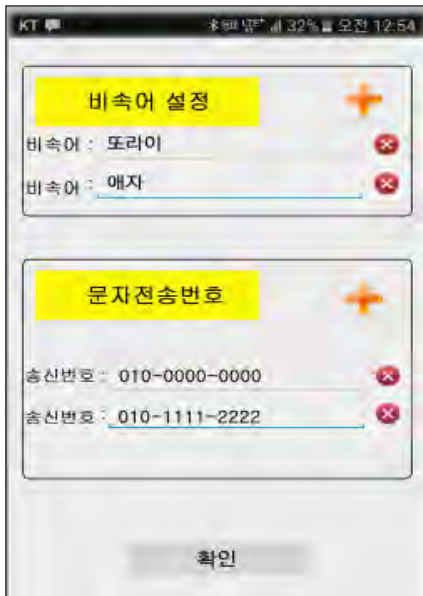 KT 32% 오전 12:54
비속어 설정
비속어 : 또라이
비속어 : 애자
문자전송번호
송신번호 : 010-0000-0000
송신번호 : 010-1111-2222
확인